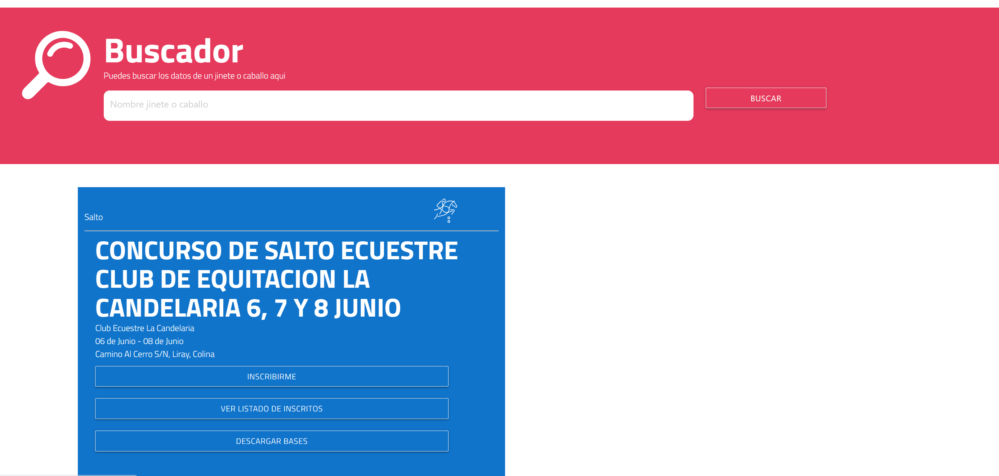 Buscador
Puedes buscar los datos de un jinete o caballo aqui
Nombre jinete o caballo
BUSCAR
Salto
CONCURSO DE SALTO ECUESTRE
CLUB DE EQUITACION LA
CANDELARIA 6, 7 Y 8 JUNIO
Club Ecuestre La Candelaria
06 de Junio - 08 de Junio
Camino Al Cerro S/N, Liray, Colina
INSCRIBIRME
VER LISTADO DE INSCRITOS
DESCARGAR BASES